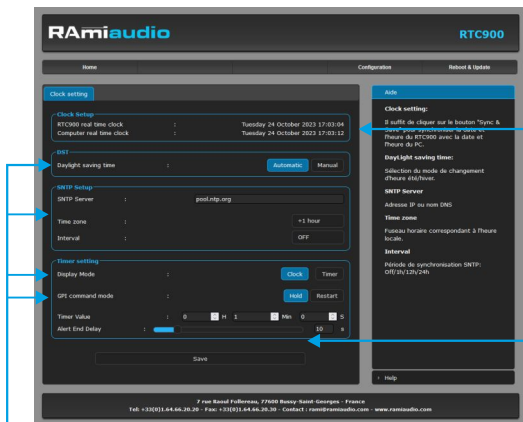 RAmiaudio
RTC900
Home
Configuration
Reboot & Update
Clock setting
Clock Setup
RTC900 real time clock : Tuesday 24 October 2023 17:03:04
Computer real time clock : Tuesday 24 October 2023 17:03:12
DST
Daylight saving time : Automatic Manual
SNTP Setup
SNTP Server : pool.ntp.org
Time zone : +1 hour
Interval : OFF
Timer setting
Display Mode : Clock Timer
GPI command mode : Hold Restart
Timer Value : 0 H 1 Min 0 S
Alert End Delay : 10 s
Save
Aide
Clock setting:
Il suffit de cliquer sur le bouton "Sync &
Save" pour synchroniser la date et
l'heure du RTC900 avec la date et
l'heure du PC.
DayLight saving time:
Sélection du mode de changement
d'heure été/hiver.
SNTP Server
Adresse IP ou nom DNS
Time zone
Fuseau horaire correspondant à l'heure
locale.
Interval
Période de synchronisation SNTP:
Off/1h/12h/24h
Help
7 rue Raoul Follereau, 77600 Bussy-Saint-Georges - France
Tel: +33(0)1.64.66.20.20 - Fax: +33(0)1.64.66.20.30 - Contact : rami@ramiaudio.com - www.ramiaudio.com